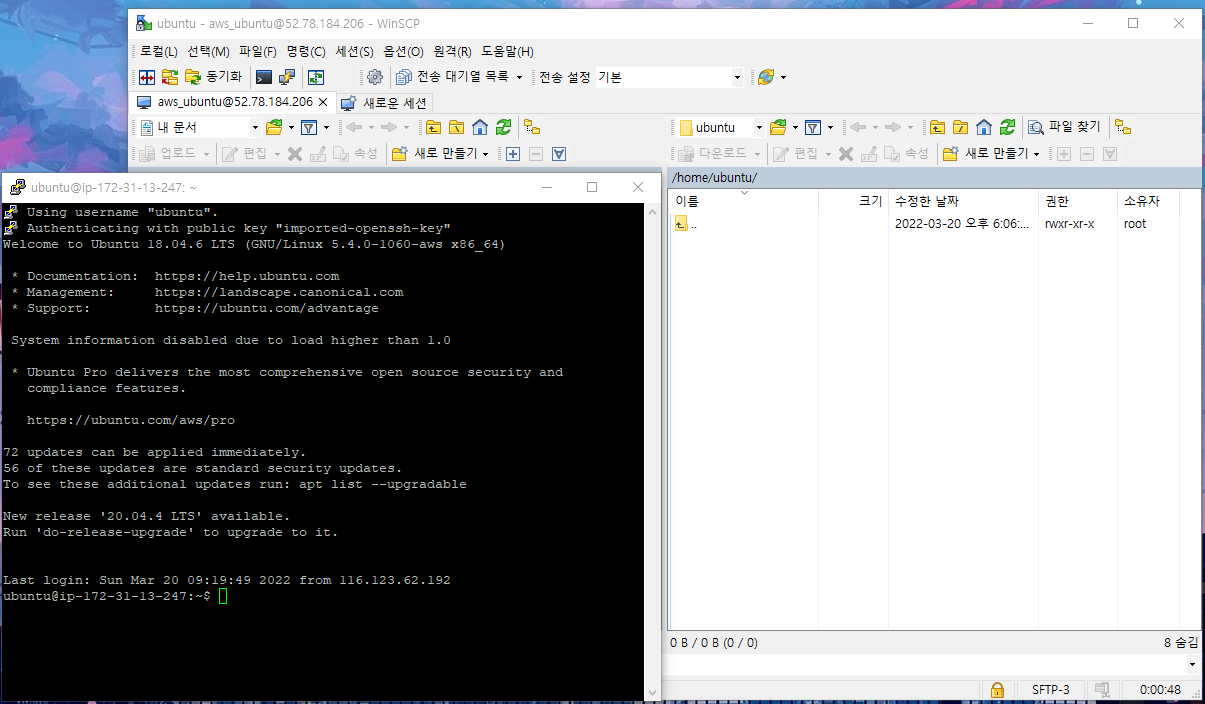 ubuntu - aws_ubuntu@52.78.184.206 - WinSCP
로컬(L) 선택(M) 파일(F) 명령(C) 세션(S) 옵션(O) 원격(R) 도움말(H)
동기화 전송 대기열 목록 전송 설정 기본
aws_ubuntu@52.78.184.206 새로운 세션
내 문서
업로드 편집 속성 새로 만들기
ubuntu 파일 찾기
다운로드 편집 속성 새로 만들기
/home/ubuntu/
이름 크기 수정한 날짜 권한 소유자
.. 2022-03-20 오후 6:06:... rwxr-xr-x root
0 B / 0 B (0 / 0) 8 숨김
SFTP-3 0:00:48
ubuntu@ip-172-31-13-247: ~
Using username "ubuntu".
Authenticating with public key "imported-openssh-key"
Welcome to Ubuntu 18.04.6 LTS (GNU/Linux 5.4.0-1060-aws x86_64)
* Documentation: https://help.ubuntu.com
* Management: https://landscape.canonical.com
* Support: https://ubuntu.com/advantage
System information disabled due to load higher than 1.0
* Ubuntu Pro delivers the most comprehensive open source security and
compliance features.
https://ubuntu.com/aws/pro
72 updates can be applied immediately.
56 of these updates are standard security updates.
To see these additional updates run: apt list --upgradable
New release '20.04.4 LTS' available.
Run 'do-release-upgrade' to upgrade to it.
Last login: Sun Mar 20 09:19:49 2022 from 116.123.62.192
ubuntu@ip-172-31-13-247:~$